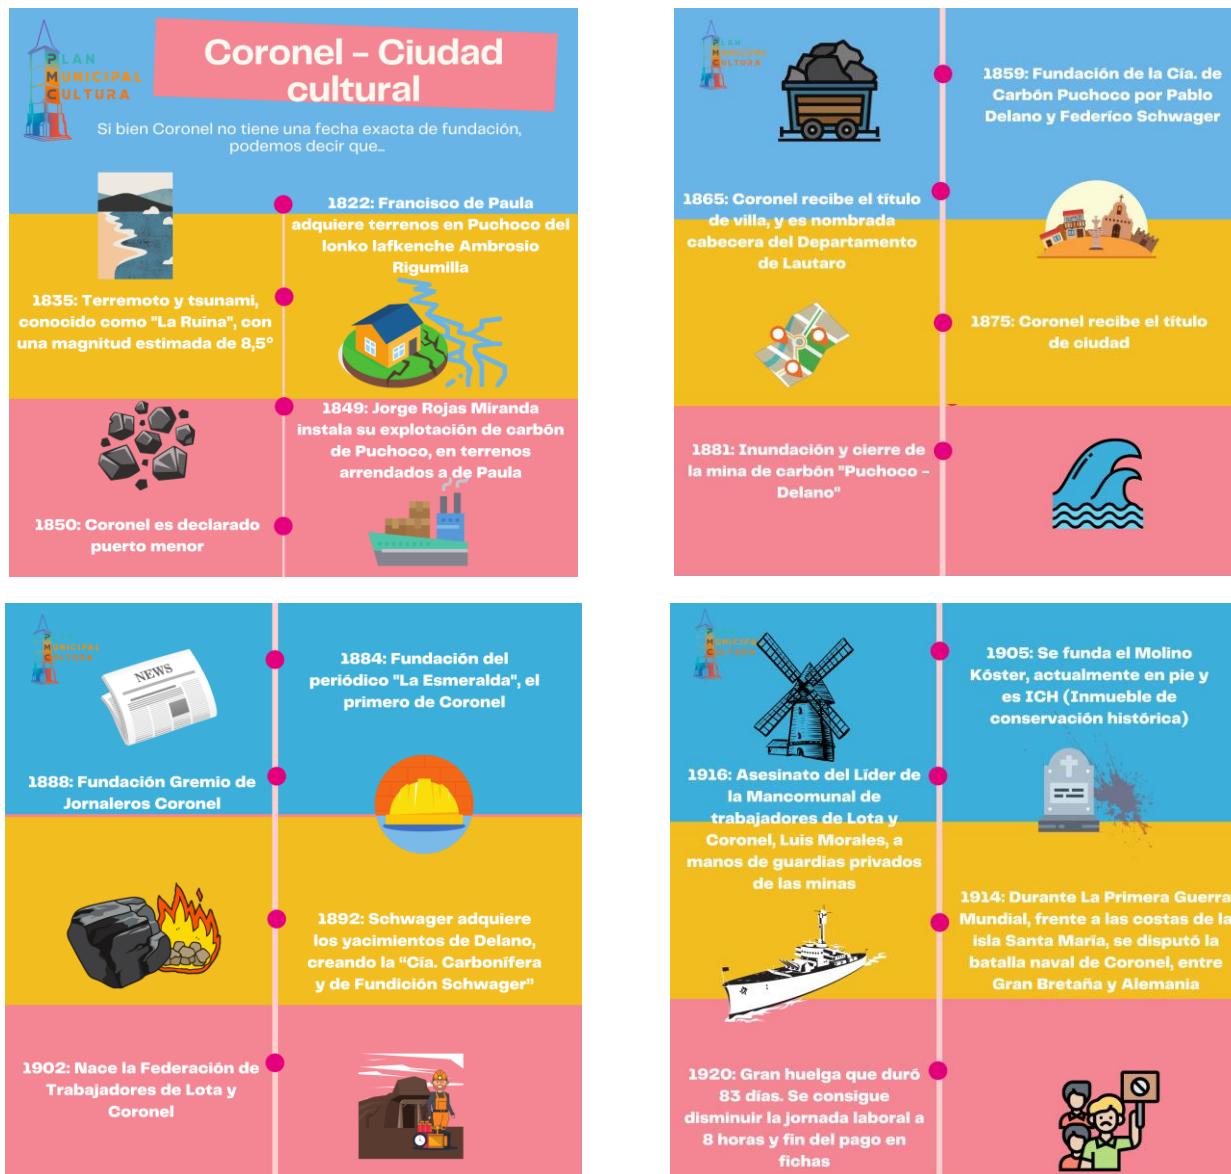 PLAN
MUNICIPAL
CULTURA
Coronel – Ciudad
cultural
Si bien Coronel no tiene una fecha exacta de fundación,
podemos decir que...
1822: Francisco de Paula
adquiere terrenos en Puchoco del
lonko lafkenche Ambrosio
Rigumilla
1835: Terremoto y tsunami,
conocido como "La Ruina", con
una magnitud estimada de 8,5°
1849: Jorge Rojas Miranda
instala su explotación de carbón
de Puchoco, en terrenos
arrendados a de Paula
1850: Coronel es declarado
puerto menor
PLAN
MUNICIPAL
CULTURA
1859: Fundación de la Cía. de
Carbón Puchoco por Pablo
Delano y Federíco Schwager
1865: Coronel recibe el título
de villa, y es nombrada
cabecera del Departamento
de Lautaro
1875: Coronel recibe el título
de ciudad
1881: Inundación y cierre de
la mina de carbón "Puchoco –
Delano"
PLAN
MUNICIPAL
CULTURA
NEWS
1884: Fundación del
periódico "La Esmeralda", el
primero de Coronel
1888: Fundación Gremio de
Jornaleros Coronel
1892: Schwager adquiere
los yacimientos de Delano,
creando la “Cía. Carbonífera
y de Fundición Schwager”
1902: Nace la Federación de
Trabajadores de Lota y
Coronel
PLAN
MUNICIPAL
CULTURA
1905: Se funda el Molino
Kóster, actualmente en pie y
es ICH (Inmueble de
conservación histórica)
1916: Asesinato del Líder de
la Mancomunal de
trabajadores de Lota y
Coronel, Luis Morales, a
manos de guardias privados
de las minas
1914: Durante La Primera Guerra
Mundial, frente a las costas de la
isla Santa María, se disputó la
batalla naval de Coronel, entre
Gran Bretaña y Alemania
1920: Gran huelga que duró
83 días. Se consigue
disminuir la jornada laboral a
8 horas y fin del pago en
fichas